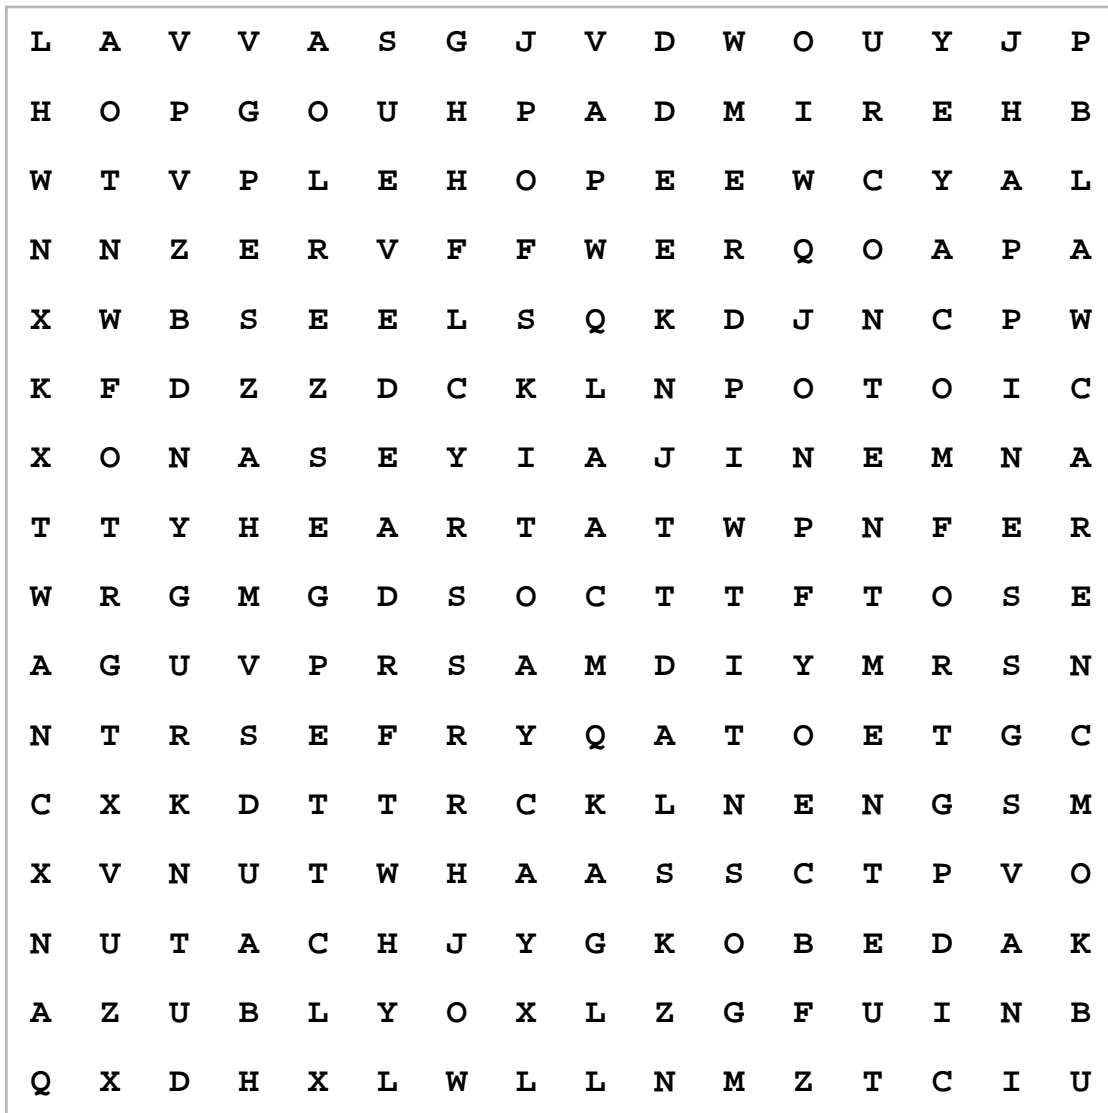 L A V V A S G J V D W O U Y J P
H O P G O U H P A D M I R E H B
W T V P L E H O P E E W C Y A L
N N Z E R V F F W E R Q O A P A
X W B S E E L S Q K D J N C P W
K F D Z Z D C K L N P O T O I C
X O N A S E Y I A J I N E M N A
T T Y H E A R T A T W P N F E R
W R G M G D S O C T T F T O S E
A G U V P R S A M D I Y M R S N
N T R S E F R Y Q A T O E T G C
C X K D T T R C K L N E N G S M
X V N U T W H A A S S C T P V O
N U T A C H J Y G K O B E D A K
A Z U B L Y O X L Z G F U I N B
Q X D H X L W L L N M Z T C I U